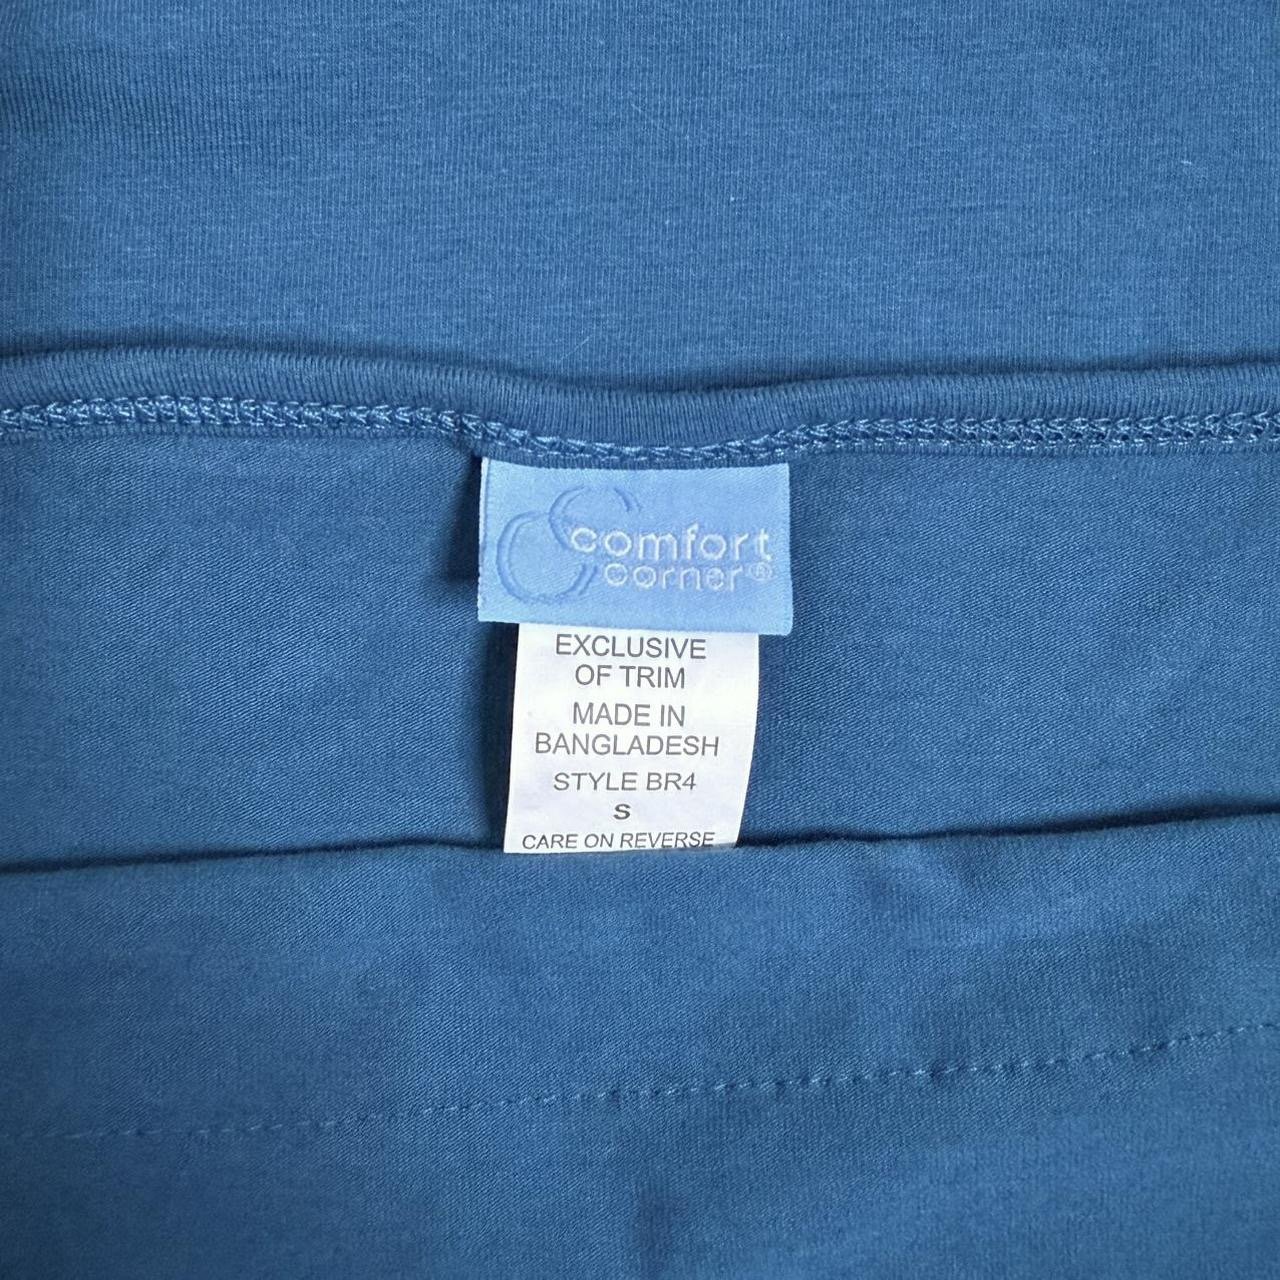 comfort
corner®
EXCLUSIVE
OF TRIM
MADE IN
BANGLADESH
STYLE BR4
S
CARE ON REVERSE